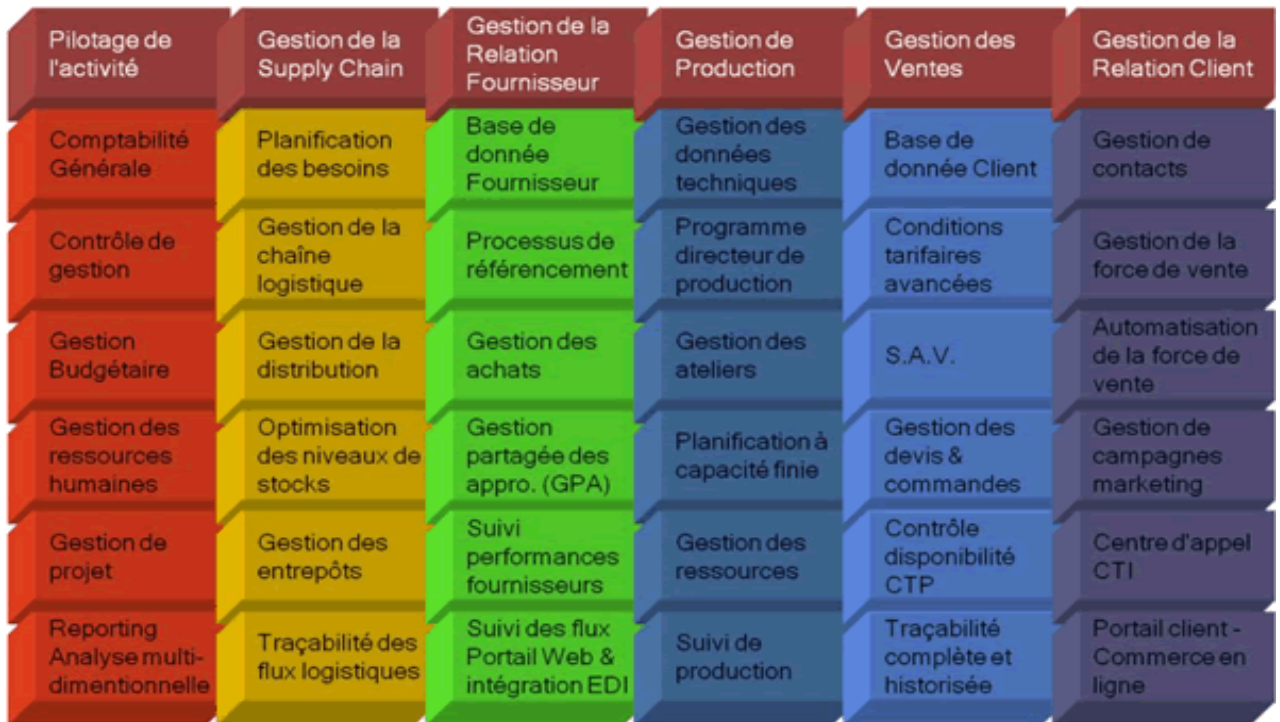 Pilotage de
l'activité
Gestion de la
Supply Chain
Gestion de la
Relation
Fournisseur
Gestion de
Production
Gestion des
Ventes
Gestion de la
Relation Client
Comptabilité
Générale
Planification
des besoins
Base de
donnée
Fournisseur
Gestion des
données
techniques
Base de
donnée Client
Gestion de
contacts
Contrôle de
gestion
Gestion de la
chaîne
logistique
Processus de
référencement
Programme
directeur de
production
Conditions
tarifaires
avancées
Gestion de la
force de vente
Gestion
Budgétaire
Gestion de la
distribution
Gestion des
achats
Gestion des
ateliers
S.A.V.
Automatisation
de la force de
vente
Gestion des
ressources
humaines
Optimisation
des niveaux de
stocks
Gestion
partagée des
appro. (GPA)
Planification à
capacité finie
Gestion des
devis &
commandes
Gestion de
campagnes
marketing
Gestion de
projet
Gestion des
entrepôts
Suivi
performances
fournisseurs
Gestion des
ressources
Contrôle
disponibilité
CTP
Centre d'appel
CTI
Reporting
Analyse multi-
dimentionnelle
Traçabilité des
flux logistiques
Suivi des flux
Portail Web &
intégration EDI
Suivi de
production
Traçabilité
complète et
historisée
Portail client -
Commerce en
ligne